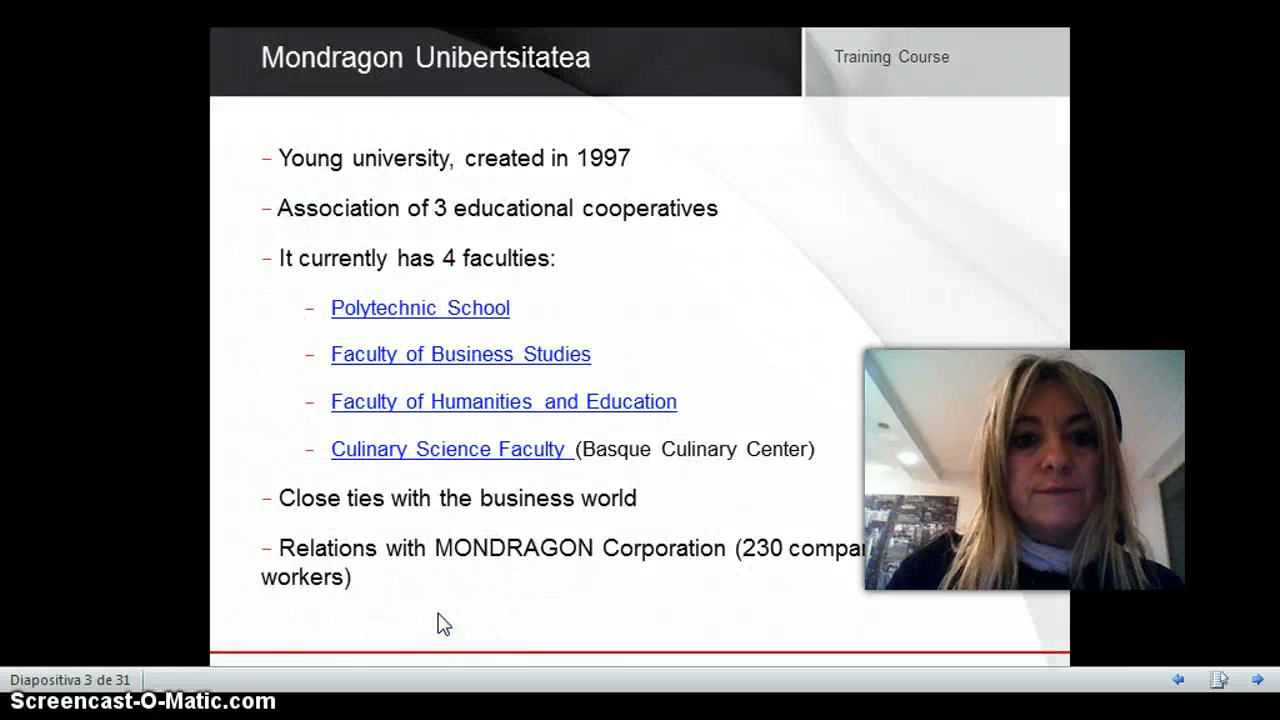 Mondragon Unibertsitatea
Training Course
– Young university, created in 1997
– Association of 3 educational cooperatives
– It currently has 4 faculties:
– Polytechnic School
– Faculty of Business Studies
– Faculty of Humanities and Education
– Culinary Science Faculty (Basque Culinary Center)
– Close ties with the business world
– Relations with MONDRAGON Corporation (230
workers)
Diapositiva 3 de 31
Screencast-O-Matic.com